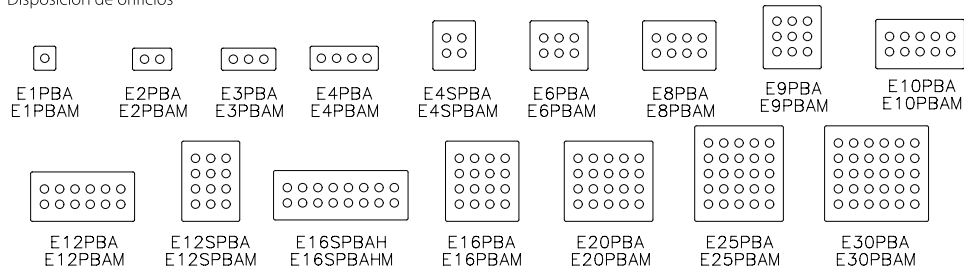 Disposición de orificios
E1PBA E2PBA E3PBA E4PBA E4SPBA E6PBA E8PBA E9PBA E10PBA
E1PBAM E2PBAM E3PBAM E4PBAM E4SPBAM E6PBAM E8PBAM E9PBAM E10PBAM
E12PBA E12SPBA E16SPBAH E16PBA E20PBA E25PBA E30PBA
E12PBAM E12SPBAM E16SPBAHM E16PBAM E20PBAM E25PBAM E30PBAM